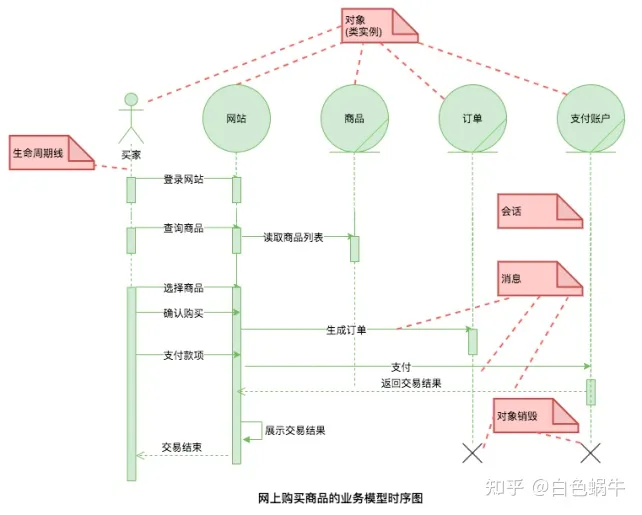 对象
(类实例)
网站
商品
订单
支付账户
买家
生命周期线
登录网站
会话
查询商品
读取商品列表
消息
选择商品
确认购买
生成订单
支付款项
支付
返回交易结果
对象销毁
展示交易结果
交易结束
知乎 @白色蜗牛
网上购买商品的业务模型时序图